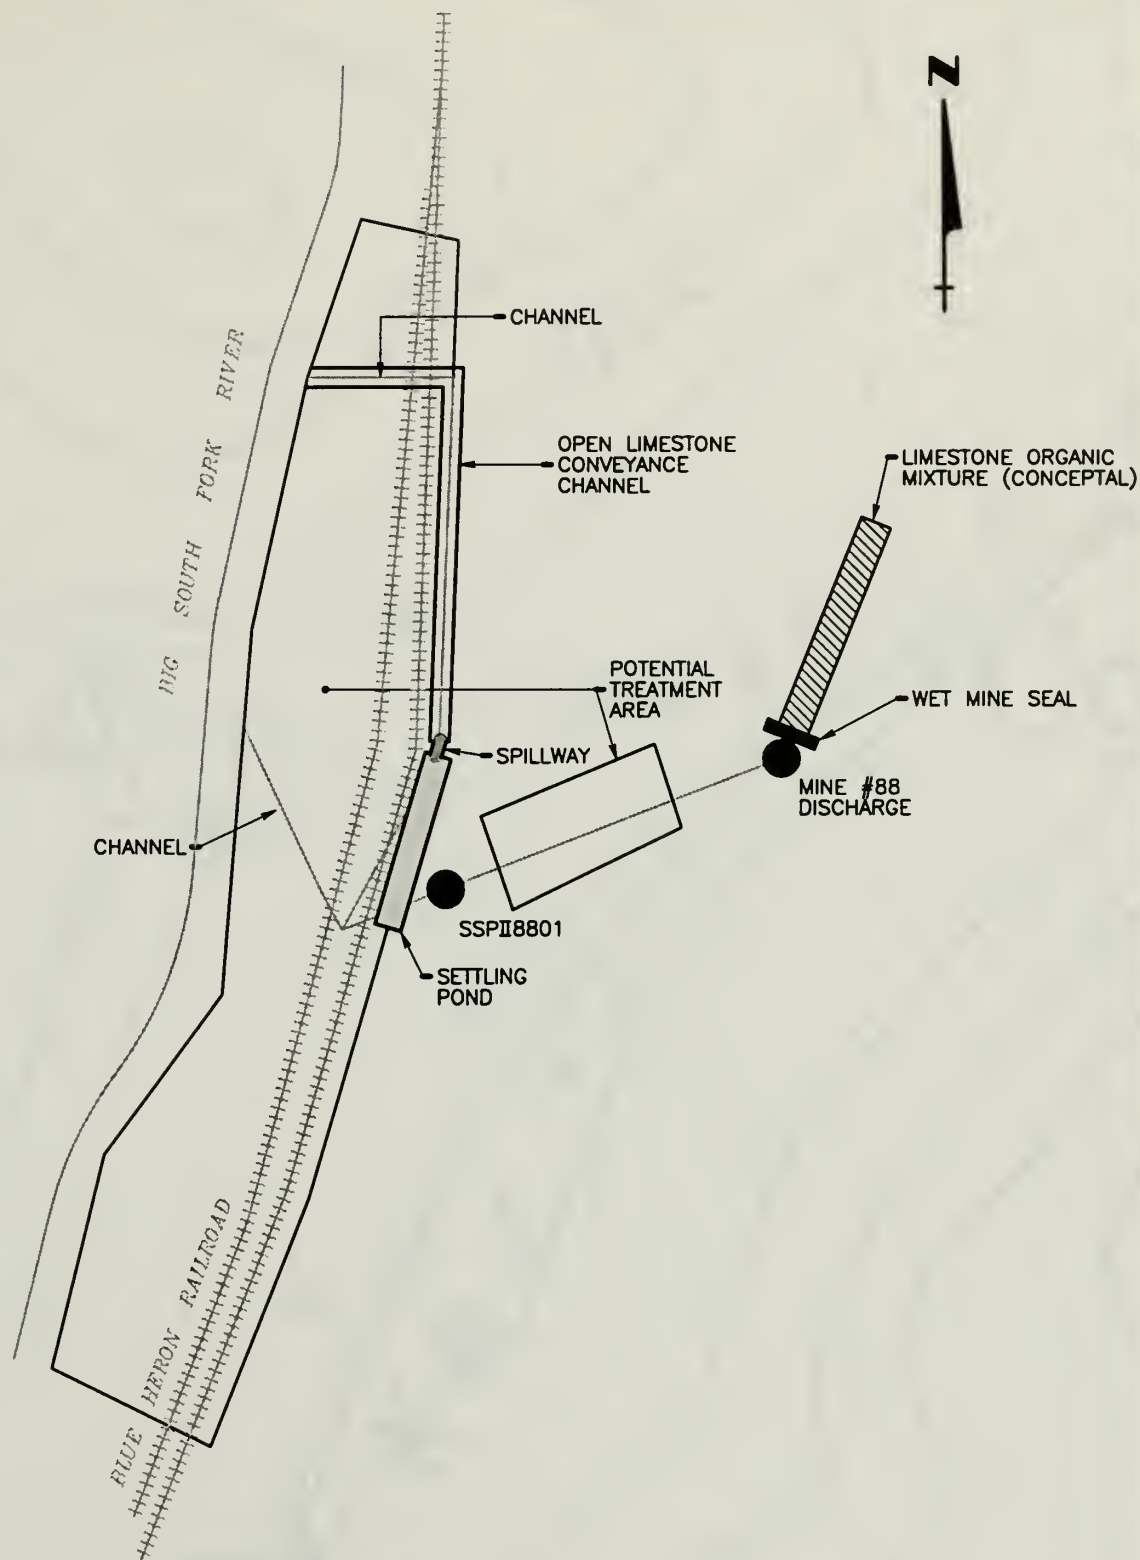 N
CHANNEL
BIG SOUTH FORK RIVER
OPEN LIMESTONE
CONVEYANCE
CHANNEL
LIMESTONE ORGANIC
MIXTURE (CONCEPTAL)
POTENTIAL
TREATMENT
AREA
WET MINE SEAL
SPILLWAY
MINE #88
DISCHARGE
CHANNEL
SSPII8801
SETTLING
POND
BLUE HERON RAILROAD